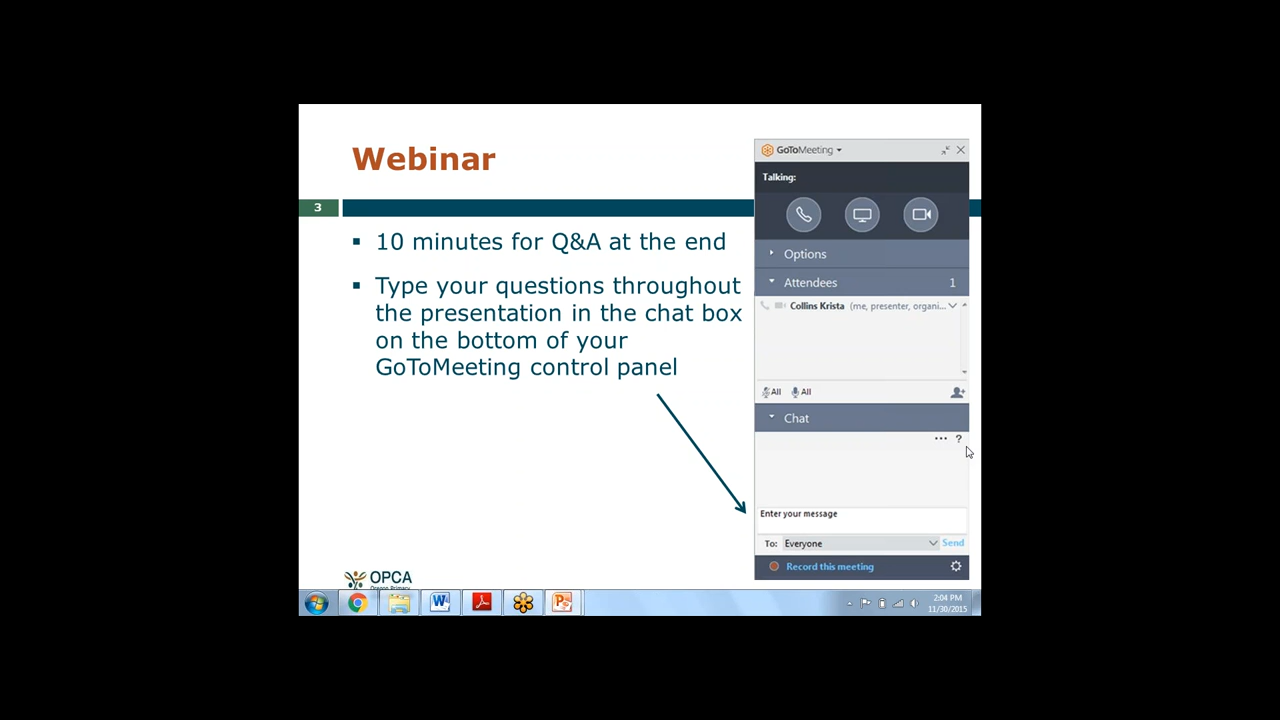 Webinar
3
10 minutes for Q&A at the end
Type your questions throughout
the presentation in the chat box
on the bottom of your
GoToMeeting control panel
GoToMeeting
Talking:
Options
Attendees 1
Collins Krista (me, presenter, organi...
All All
Chat
... ?
Enter your message
To: Everyone Send
Record this meeting
OPCA
Oregon Primary
2:04 PM
11/30/2015